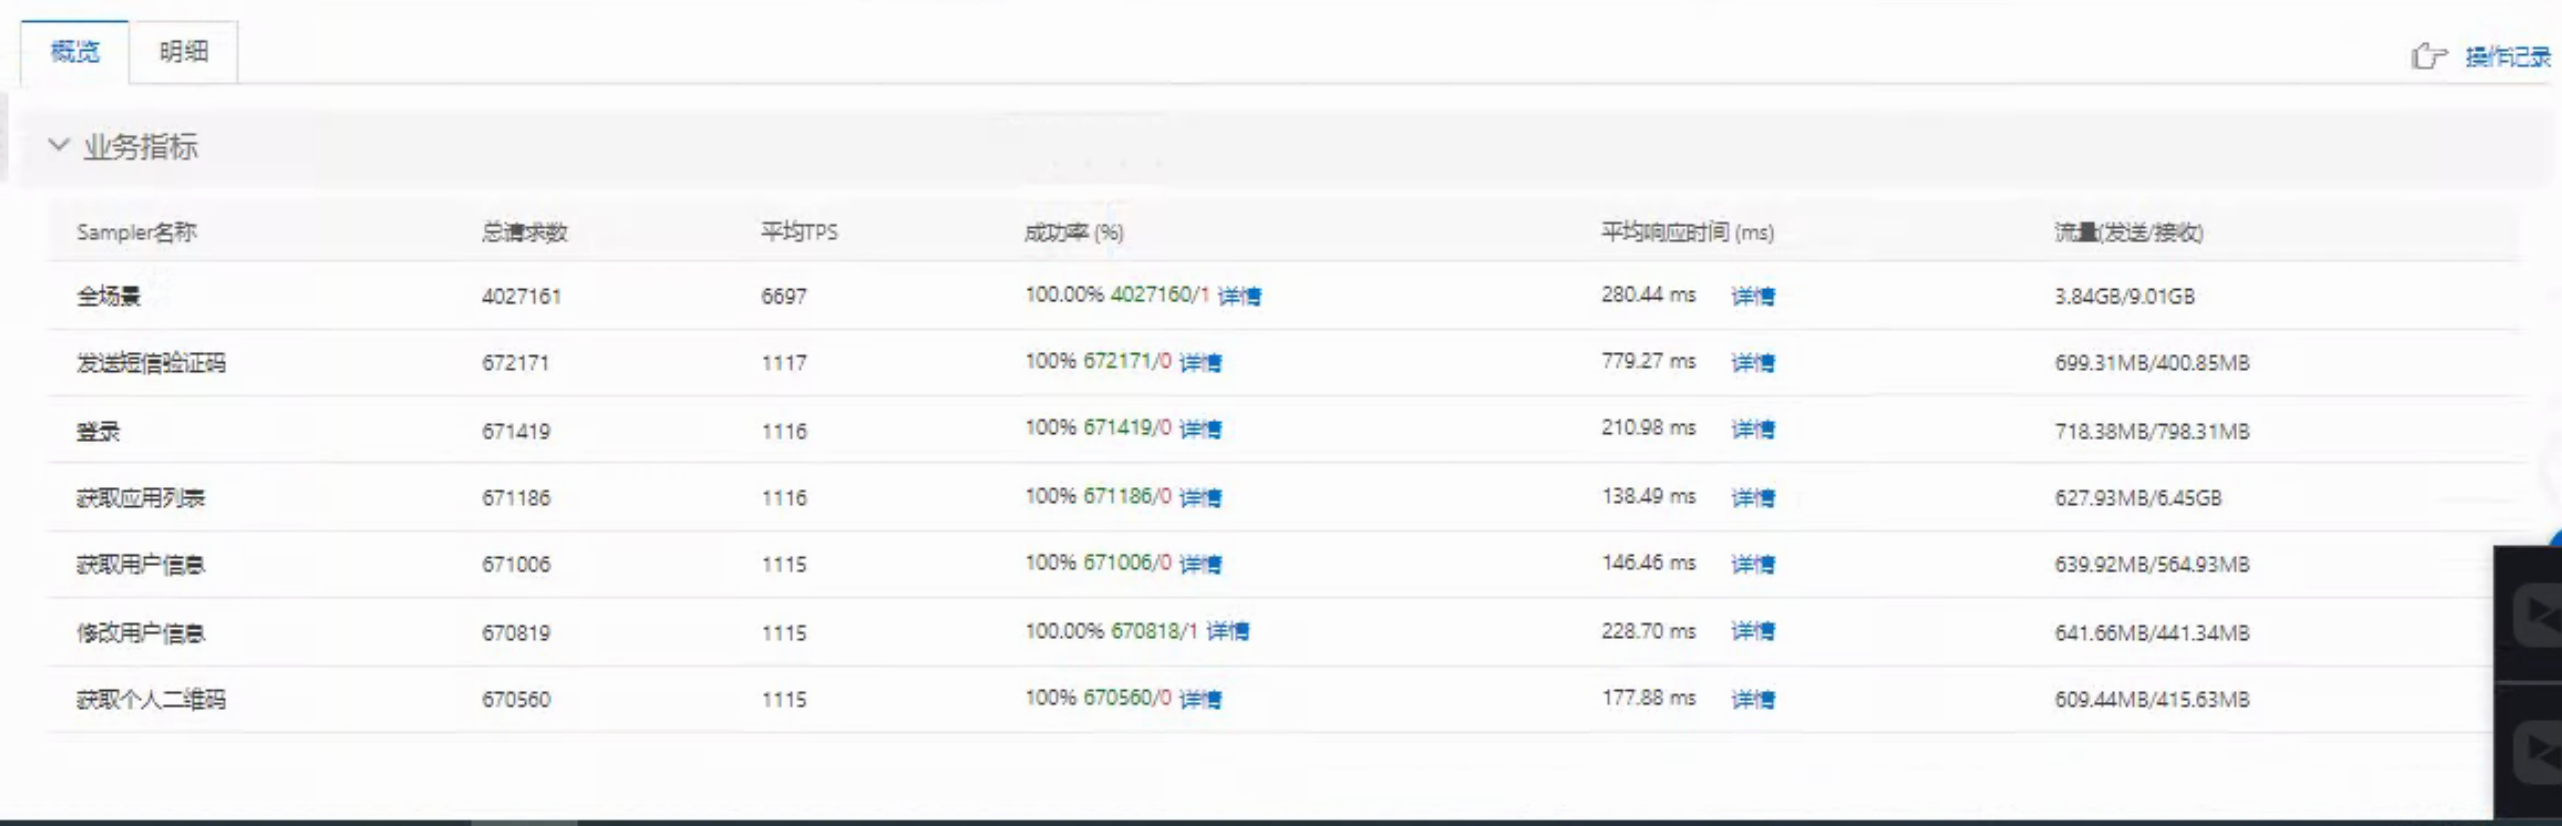 概览 明细 操作记录
业务指标
Sampler名称 总请求数 平均TPS 成功率 (%) 平均响应时间 (ms) 流量(发送/接收)
全场景 4027161 6697 100.00% 4027160/1 详情 280.44 ms 详情 3.84GB/9.01GB
发送短信验证码 672171 1117 100% 672171/0 详情 779.27 ms 详情 699.31MB/400.85MB
登录 671419 1116 100% 671419/0 详情 210.98 ms 详情 718.38MB/798.31MB
获取应用列表 671186 1116 100% 671186/0 详情 138.49 ms 详情 627.93MB/6.45GB
获取用户信息 671006 1115 100% 671006/0 详情 146.46 ms 详情 639.92MB/564.93MB
修改用户信息 670819 1115 100.00% 670818/1 详情 228.70 ms 详情 641.66MB/441.34MB
获取个人二维码 670560 1115 100% 670560/0 详情 177.88 ms 详情 609.44MB/415.63MB